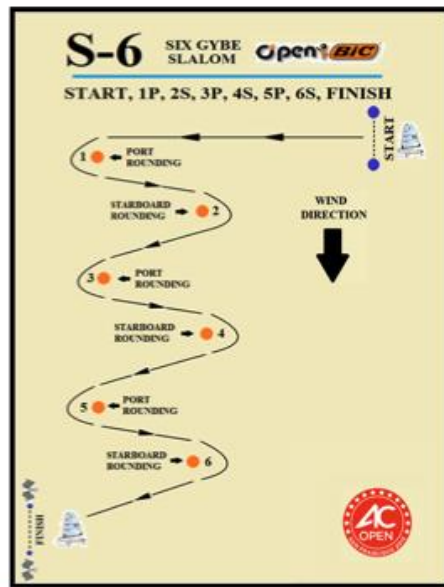 S-6
SIX GYBE
SLALOM
Open BIC
START, 1P, 2S, 3P, 4S, 5P, 6S, FINISH
START
1
PORT
ROUNDING
STARBOARD
ROUNDING
2
WIND
DIRECTION
3
PORT
ROUNDING
STARBOARD
ROUNDING
4
5
PORT
ROUNDING
STARBOARD
ROUNDING
6
FINISH
AC
OPEN